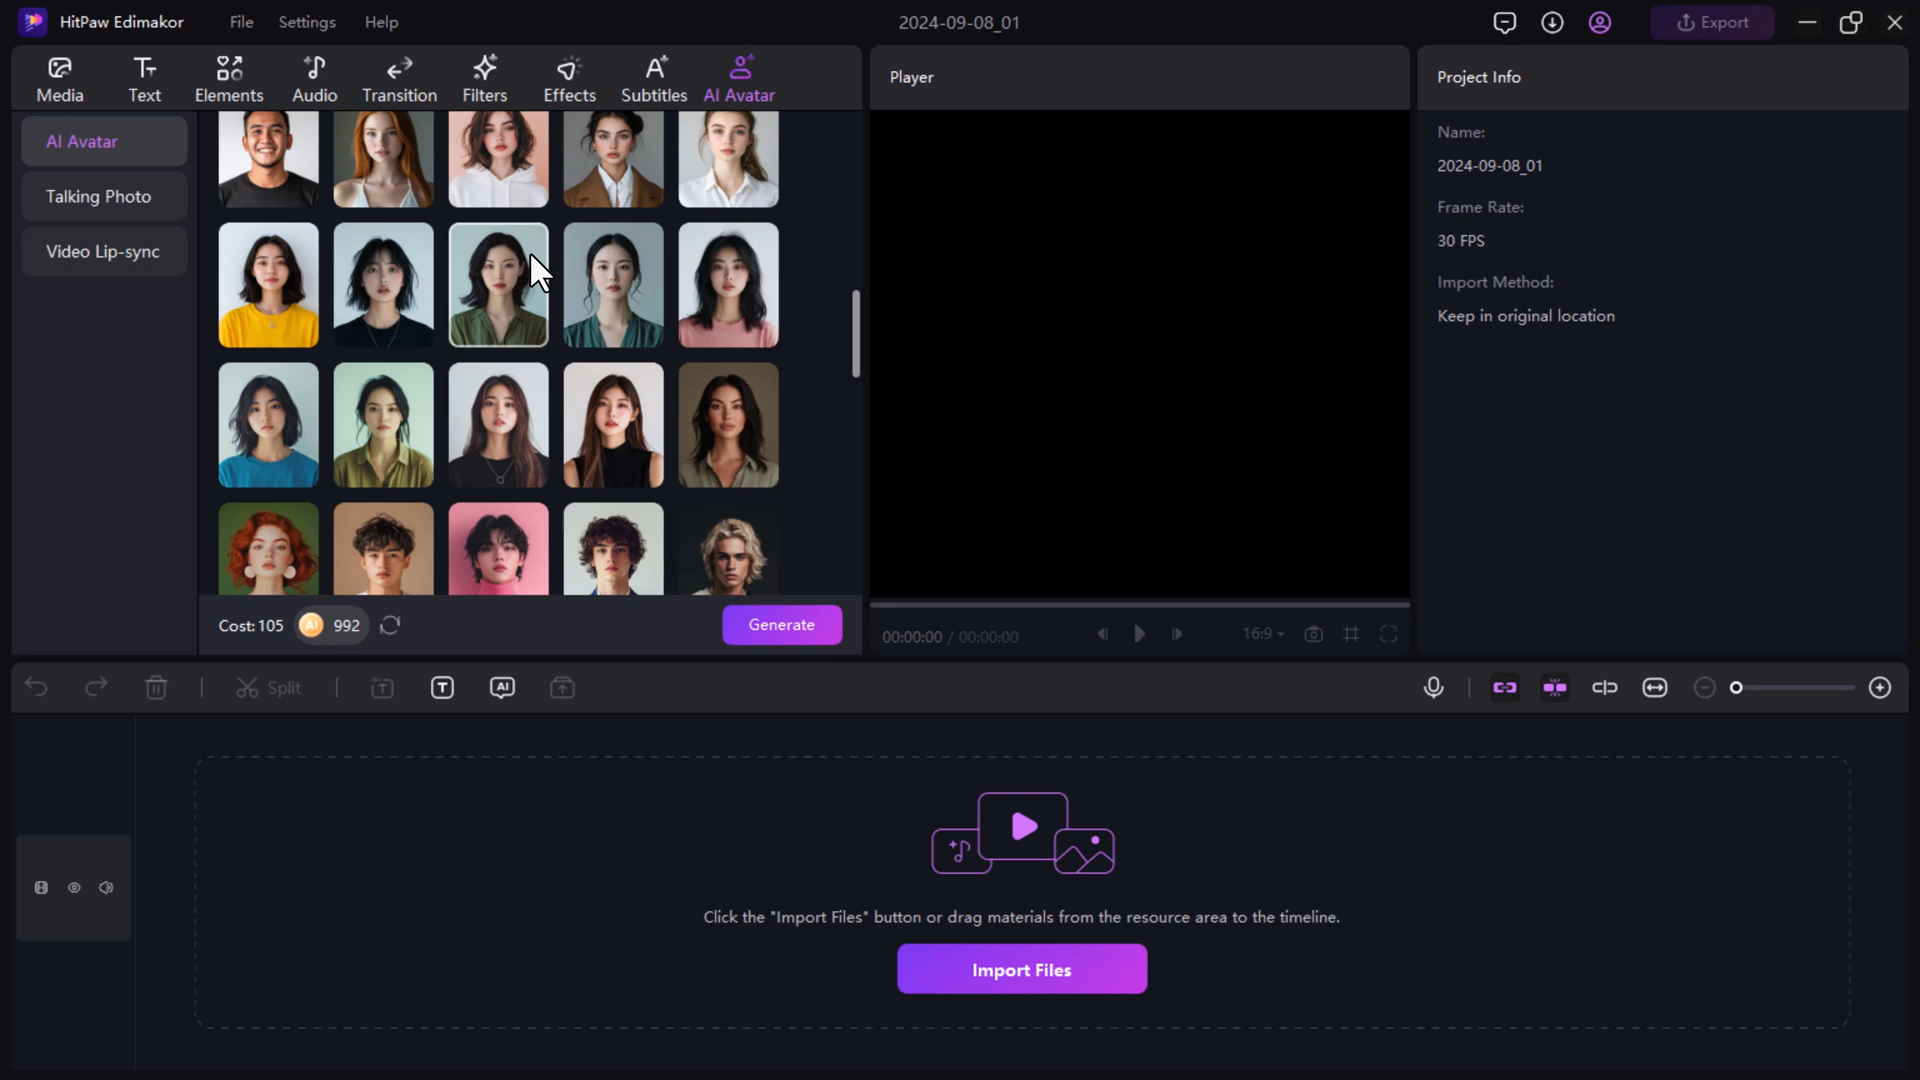 HitPaw Edimakor File Settings Help 2024-09-08_01 Export
Media Text Elements Audio Transition Filters Effects Subtitles AI Avatar
AI Avatar
Talking Photo
Video Lip-sync
Cost:105 AI 992 Generate
Player
00:00:00 / 00:00:00 16:9
Project Info
Name:
2024-09-08_01
Frame Rate:
30 FPS
Import Method:
Keep in original location
Split T T AI
Click the "Import Files" button or drag materials from the resource area to the timeline.
Import Files